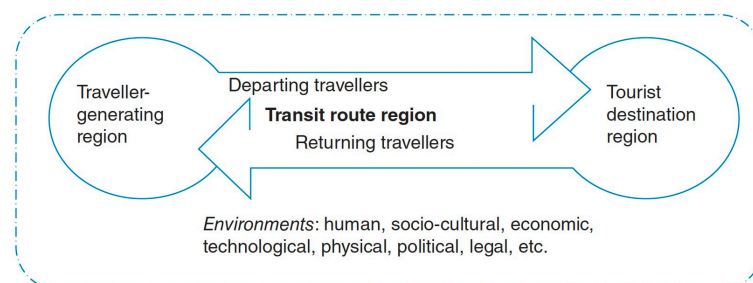 Traveller-
generating
region
Departing travellers
Transit route region
Returning travellers
Tourist
destination
region
Environments: human, socio-cultural, economic,
technological, physical, political, legal, etc.